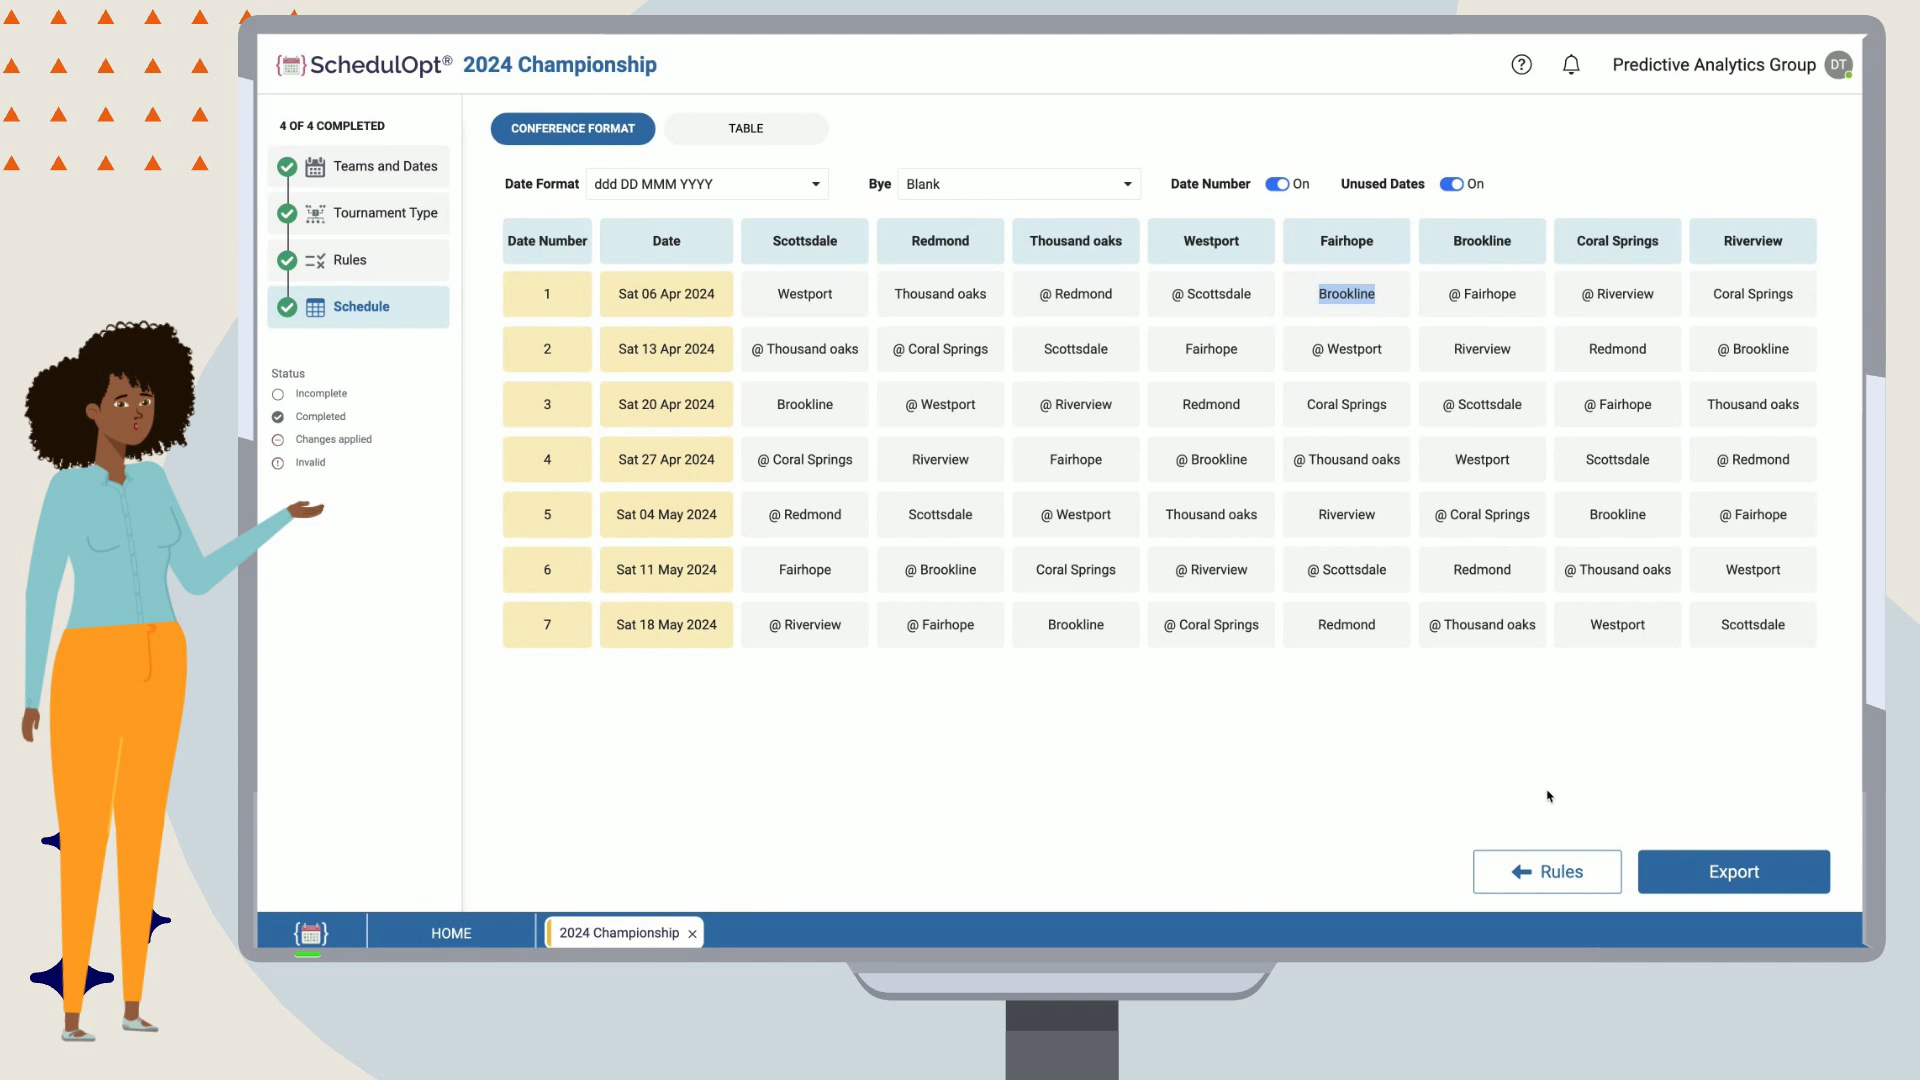 SchedulOpt® 2024 Championship
Predictive Analytics Group DT
4 OF 4 COMPLETED
Teams and Dates
Tournament Type
Rules
Schedule
Status
Incomplete
Completed
Changes applied
Invalid
CONFERENCE FORMAT TABLE
Date Format ddd DD MMM YYYY Bye Blank Date Number On Unused Dates On
Date Number Date Scottsdale Redmond Thousand oaks Westport Fairhope Brookline Coral Springs Riverview
1 Sat 06 Apr 2024 Westport Thousand oaks @ Redmond @ Scottsdale Brookline @ Fairhope @ Riverview Coral Springs
2 Sat 13 Apr 2024 @ Thousand oaks @ Coral Springs Scottsdale Fairhope @ Westport Riverview Redmond @ Brookline
3 Sat 20 Apr 2024 Brookline @ Westport @ Riverview Redmond Coral Springs @ Scottsdale @ Fairhope Thousand oaks
4 Sat 27 Apr 2024 @ Coral Springs Riverview Fairhope @ Brookline @ Thousand oaks Westport Scottsdale @ Redmond
5 Sat 04 May 2024 @ Redmond Scottsdale @ Westport Thousand oaks Riverview @ Coral Springs Brookline @ Fairhope
6 Sat 11 May 2024 Fairhope @ Brookline Coral Springs @ Riverview @ Scottsdale Redmond @ Thousand oaks Westport
7 Sat 18 May 2024 @ Riverview @ Fairhope Brookline @ Coral Springs Redmond @ Thousand oaks Westport Scottsdale
Rules Export
HOME 2024 Championship